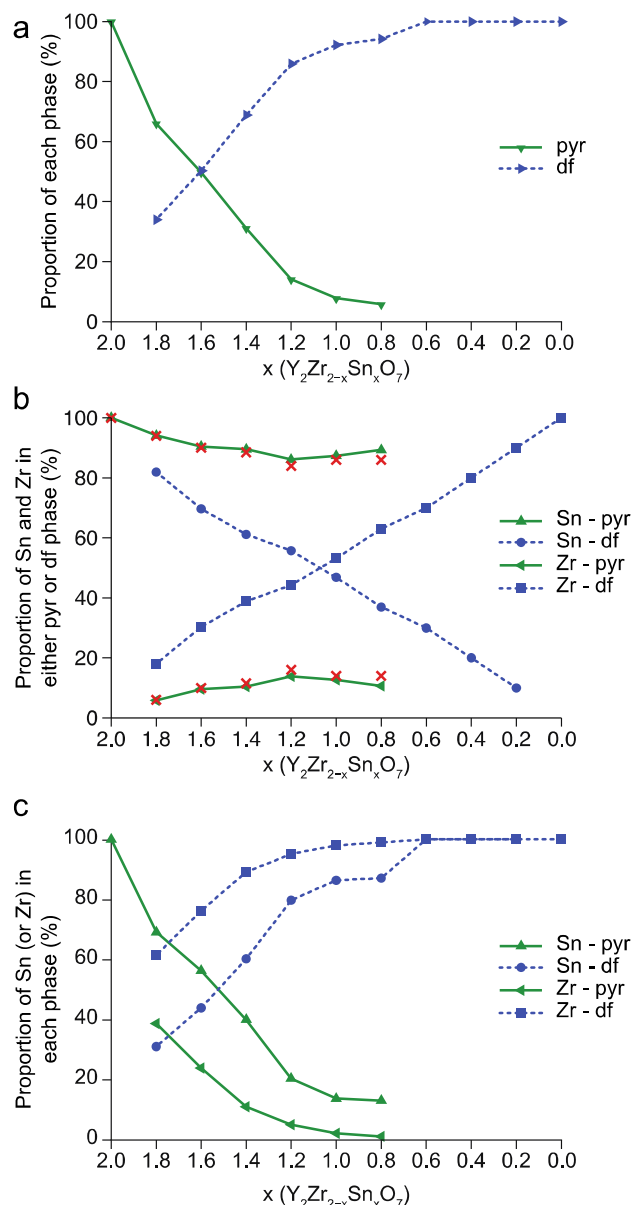 a
Proportion of each phase (%)
100
80
60
40
20
0
2.0 1.8 1.6 1.4 1.2 1.0 0.8 0.6 0.4 0.2 0.0
x (Y₂Zr₂₋ₓSnₓO₇)
pyr
df
b
Proportion of Sn and Zr in
either pyr or df phase (%)
100
80
60
40
20
0
2.0 1.8 1.6 1.4 1.2 1.0 0.8 0.6 0.4 0.2 0.0
x (Y₂Zr₂₋ₓSnₓO₇)
Sn - pyr
Sn - df
Zr - pyr
Zr - df
c
Proportion of Sn (or Zr) in
each phase (%)
100
80
60
40
20
0
2.0 1.8 1.6 1.4 1.2 1.0 0.8 0.6 0.4 0.2 0.0
x (Y₂Zr₂₋ₓSnₓO₇)
Sn - pyr
Sn - df
Zr - pyr
Zr - df